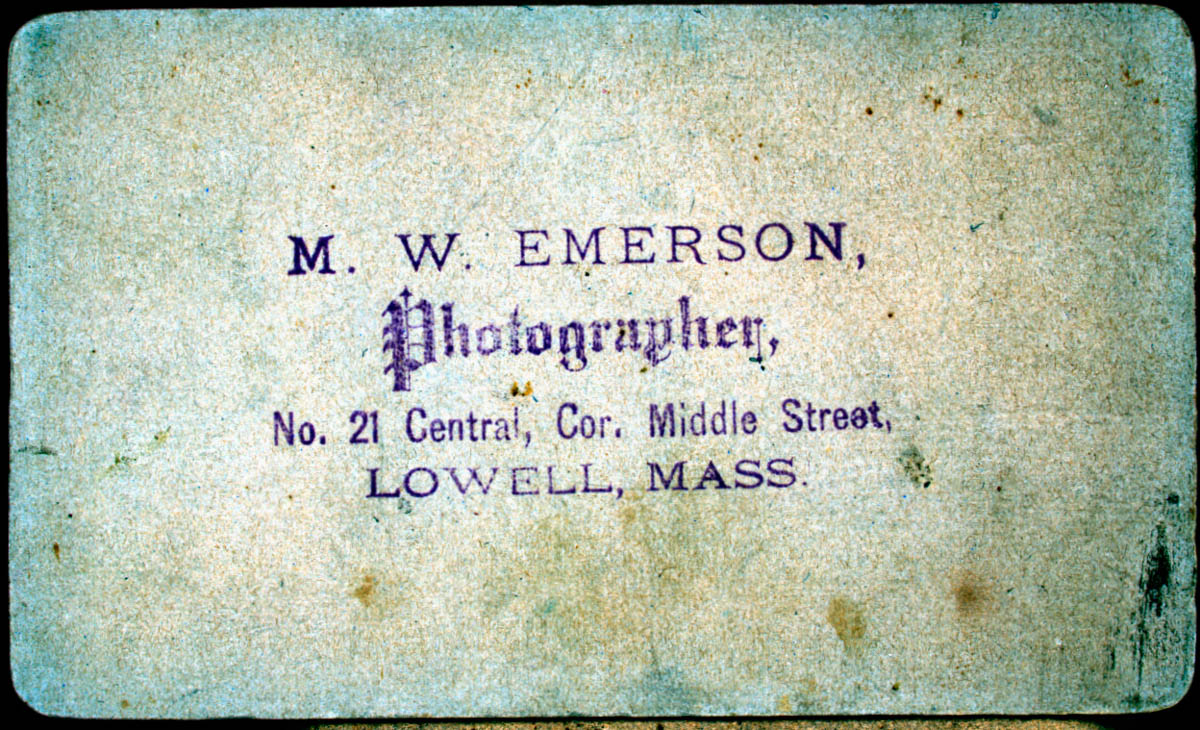 M. W. EMERSON,
Photographer,
No. 21 Central, Cor. Middle Street,
LOWELL, MASS.